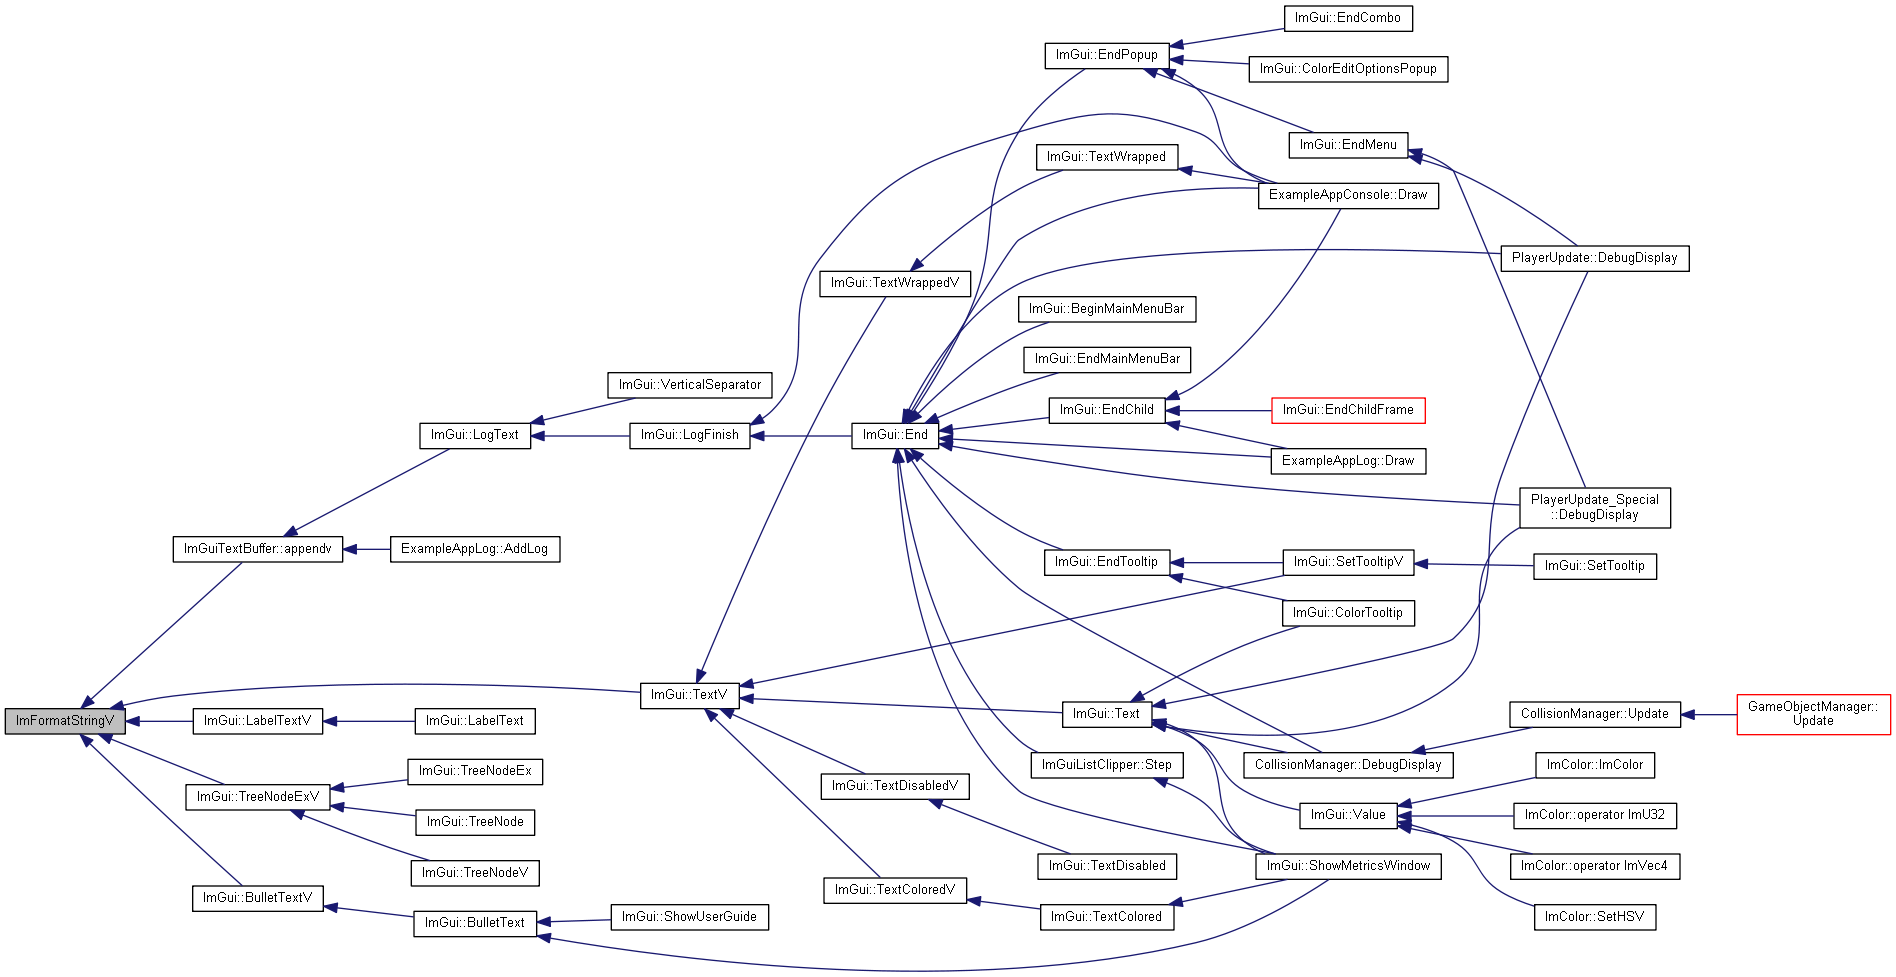 ImGui::EndCombo
ImGui::EndPopup
ImGui::ColorEditOptionsPopup
ImGui::EndMenu
ImGui::TextWrapped
ExampleAppConsole::Draw
PlayerUpdate::DebugDisplay
ImGui::TextWrappedV
ImGui::BeginMainMenuBar
ImGui::EndMainMenuBar
ImGui::VerticalSeparator
ImGui::EndChild
ImGui::EndChildFrame
ImGui::LogText
ImGui::LogFinish
ImGui::End
ExampleAppLog::Draw
PlayerUpdate_Special
::DebugDisplay
ImGuiTextBuffer::appendv
ExampleAppLog::AddLog
ImGui::EndTooltip
ImGui::SetTooltipV
ImGui::SetTooltip
ImGui::ColorTooltip
ImGui::TextV
ImFormatStringV
ImGui::LabelTextV
ImGui::LabelText
ImGui::Text
CollisionManager::Update
GameObjectManager::
Update
ImGui::TreeNodeEx
ImGuiListClipper::Step
CollisionManager::DebugDisplay
ImColor::ImColor
ImGui::TreeNodeExV
ImGui::TextDisabledV
ImGui::TreeNode
ImGui::Value
ImColor::operator ImU32
ImGui::TreeNodeV
ImGui::TextDisabled
ImGui::ShowMetricsWindow
ImColor::operator ImVec4
ImGui::BulletTextV
ImGui::TextColoredV
ImGui::BulletText
ImGui::ShowUserGuide
ImGui::TextColored
ImColor::SetHSV